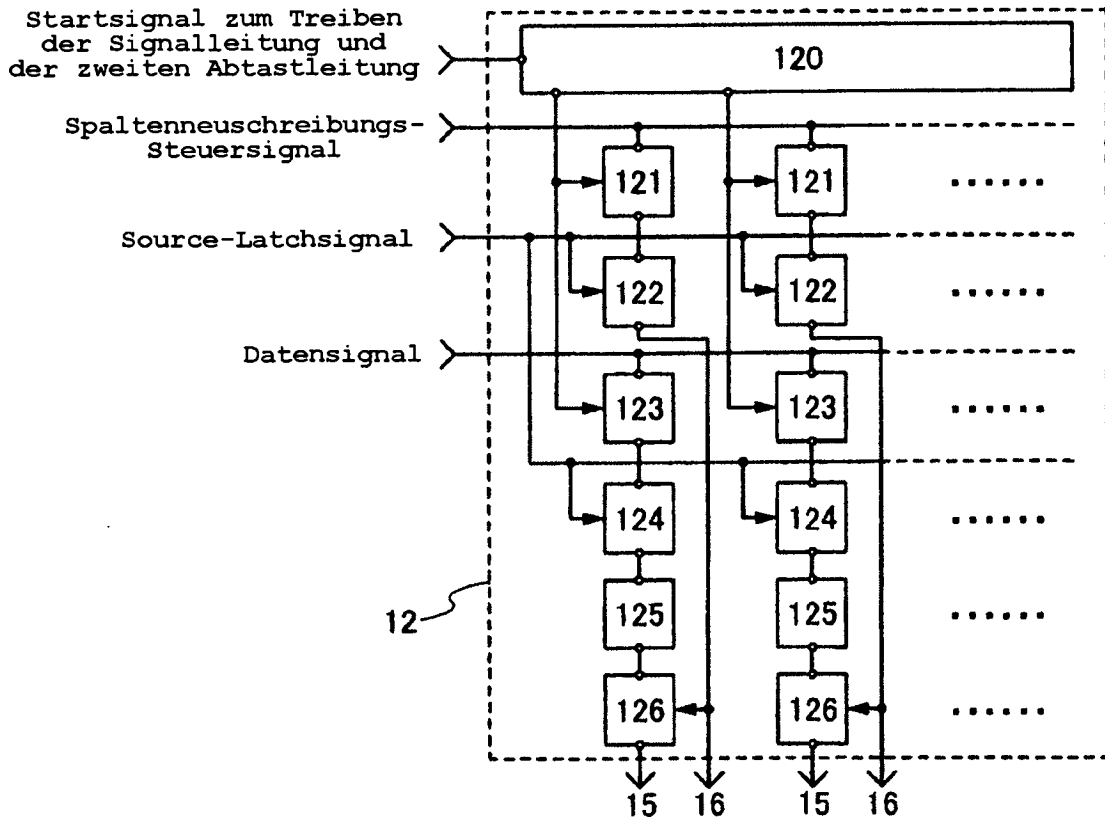 Startsignal zum Treiben
der Signalleitung und
der zweiten Abtastleitung
120
Spaltenneuschreibungs-
Steuersignal
121 121
Source-Latchsignal
122 122
Datensignal
123 123
124 124
12
125 125
126 126
15 16 15 16